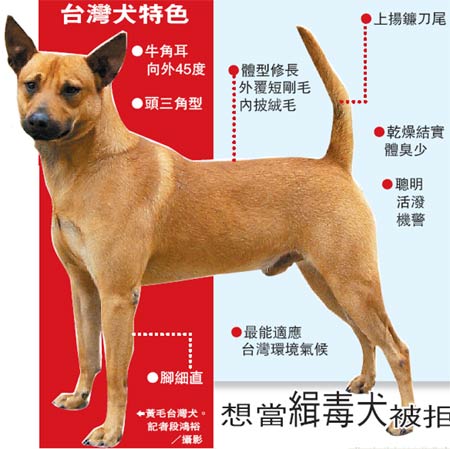 台灣犬特色
●牛角耳
向外45度
●頭三角型
●體型修長
外覆短剛毛
內披絨毛
●上揚鐮刀尾
●乾燥結實
體臭少
●聰明
活潑
機警
●最能適應
台灣環境氣候
●腳細直
←黃毛台灣犬。
記者段鴻裕
／攝影
想當緝毒犬被拒